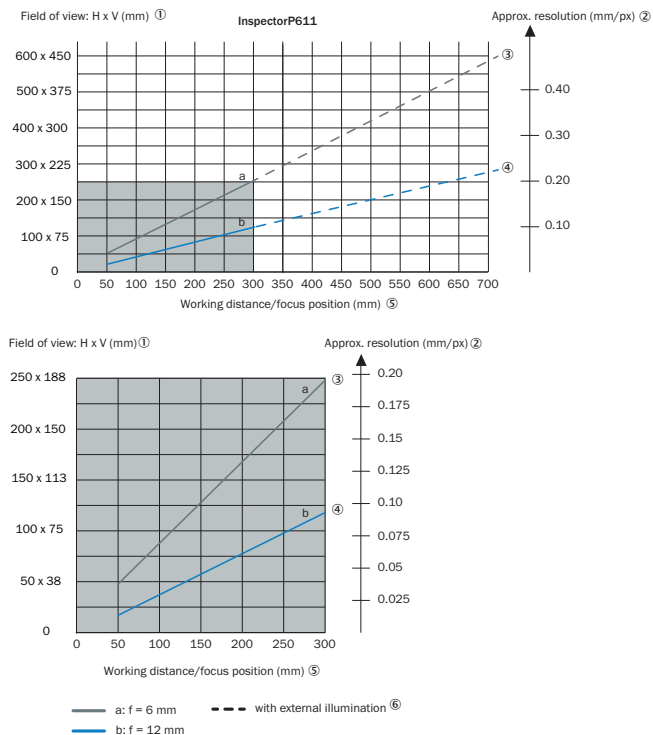 Field of view: H x V (mm) ①
InspectorP611
Approx. resolution (mm/px) ②
600 x 450
500 x 375
400 x 300
300 x 225
200 x 150
100 x 75
0
③
④
a
b
0.40
0.30
0.20
0.10
0 50 100 150 200 250 300 350 400 450 500 550 600 650 700
Working distance/focus position (mm) ⑤
Field of view: H x V (mm) ①
Approx. resolution (mm/px) ②
250 x 188
200 x 150
150 x 113
100 x 75
50 x 38
0
a
③
b
④
0.20
0.175
0.15
0.125
0.10
0.075
0.05
0.025
0 50 100 150 200 250 300
Working distance/focus position (mm) ⑤
a: f = 6 mm
with external illumination ⑥
b: f = 12 mm